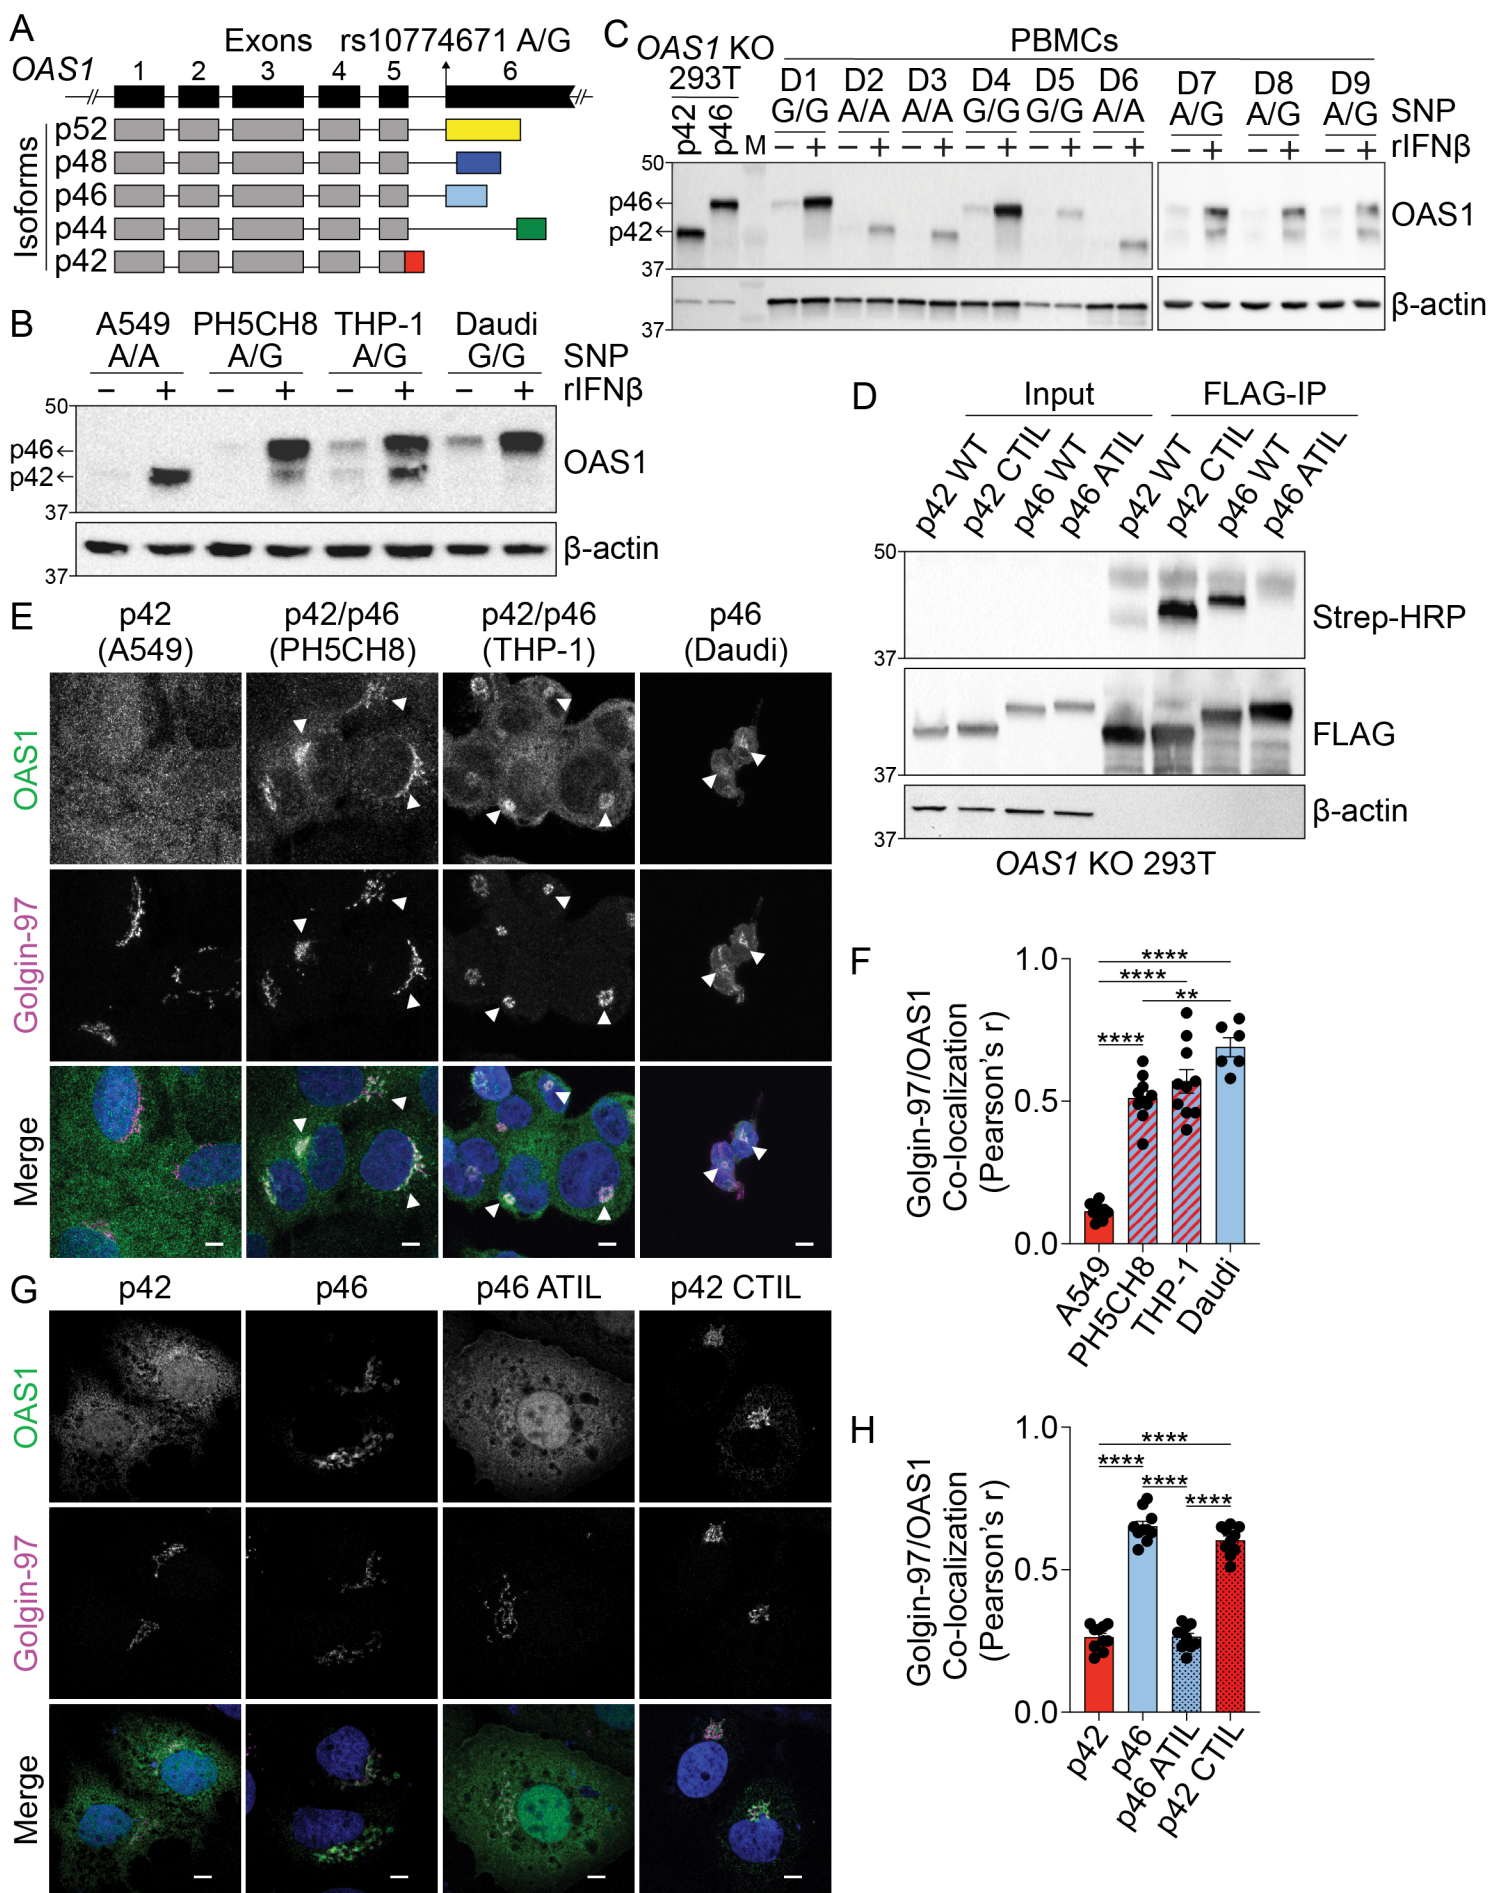 A
Exons rs10774671 A/G
OAS1 1 2 3 4 5 6
Isoforms
p52
p48
p46
p44
p42
B
A549 PH5CH8 THP-1 Daudi
A/A A/G A/G G/G SNP
– + – + – + – + rIFNβ
50
p46←
p42←
37
OAS1
37
β-actin
C
OAS1 KO
293T
PBMCs
p42 p46 M
D1 D2 D3 D4 D5 D6 D7 D8 D9
G/G A/A A/A G/G G/G A/A A/G A/G A/G SNP
– + – + – + – + – + – + – + – + – + rIFNβ
50
p46←
p42←
37
OAS1
37
β-actin
D
Input FLAG-IP
p42 WT p42 CTIL p46 WT p46 ATIL p42 WT p42 CTIL p46 WT p46 ATIL
50
37
Strep-HRP
37
FLAG
37
β-actin
OAS1 KO 293T
E
p42 p42/p46 p42/p46 p46
(A549) (PH5CH8) (THP-1) (Daudi)
OAS1
Golgin-97
Merge
F
Golgin-97/OAS1
Co-localization
(Pearson's r)
1.0
0.5
0.0
****
****
**
****
A549 PH5CH8 THP-1 Daudi
G
p42 p46 p46 ATIL p42 CTIL
OAS1
Golgin-97
Merge
H
Golgin-97/OAS1
Co-localization
(Pearson's r)
1.0
0.5
0.0
****
****
****
****
p42 p46 p46 ATIL p42 CTIL